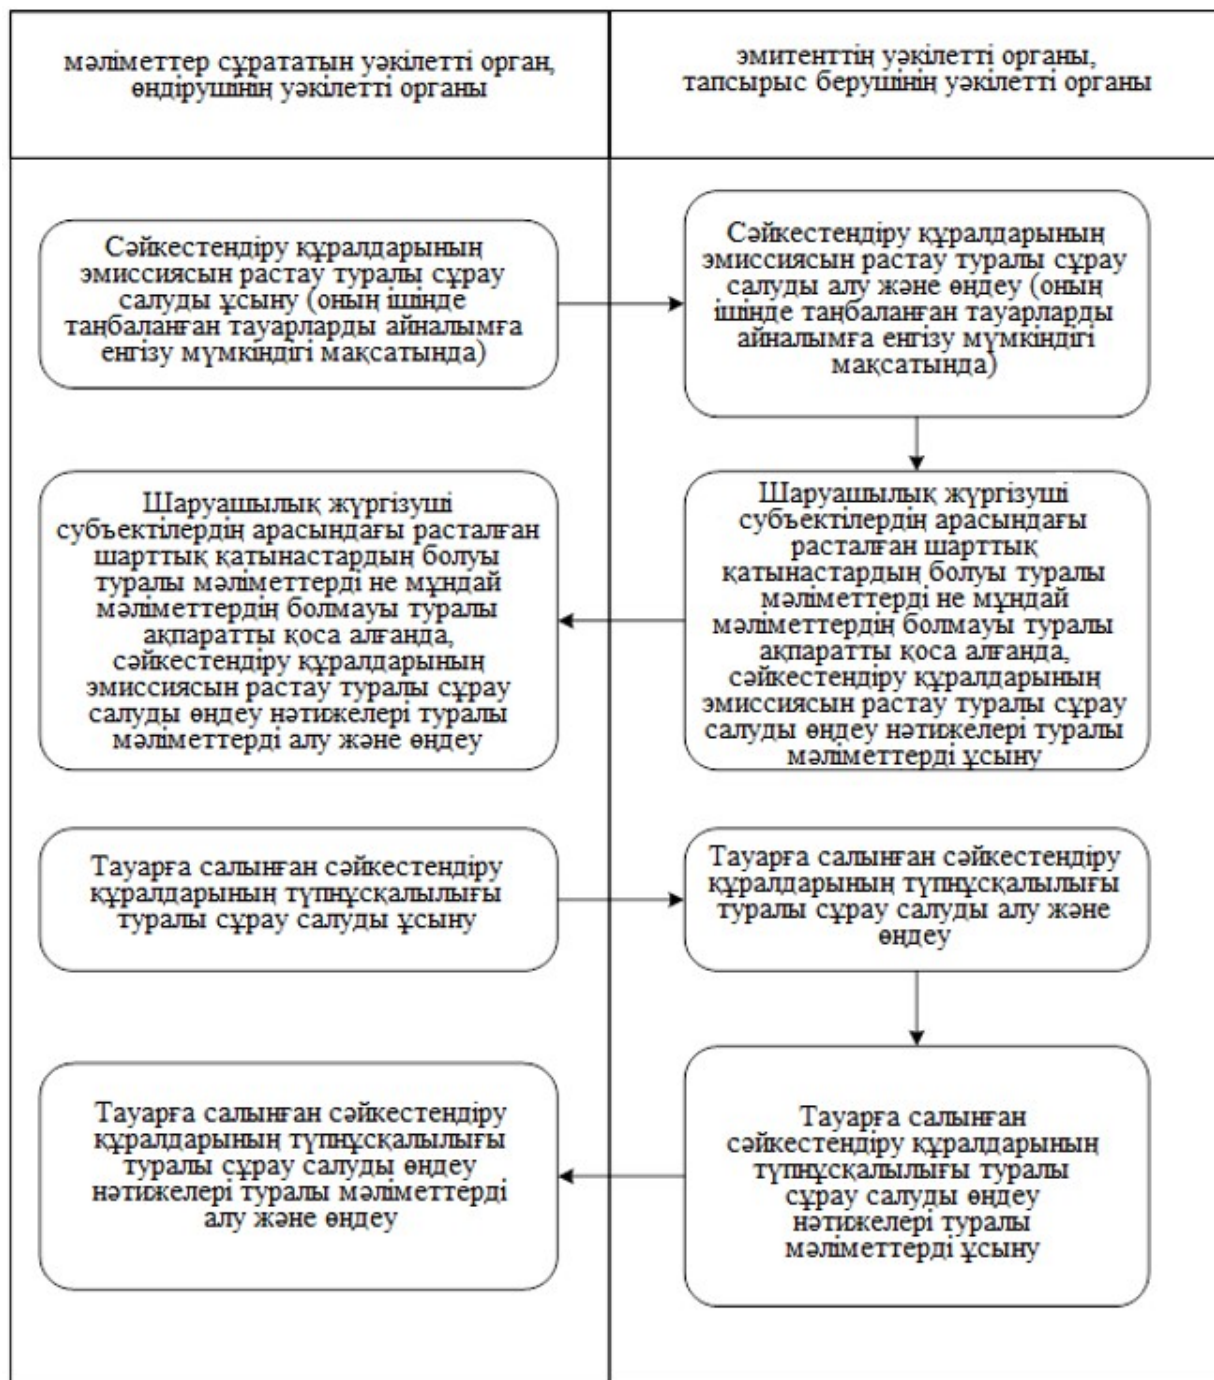 мәліметтер сұрататын уәкілетті орган,
өндірушінің уәкілетті органы
эмитенттің уәкілетті органы,
тапсырыс берушінің уәкілетті органы
Сәйкестендіру құралдарының
эмиссиясын растау туралы сұрау
салуды ұсыну (оның ішінде
таңбаланған тауарларды айналымға
енгізу мүмкіндігі мақсатында)
Сәйкестендіру құралдарының
эмиссиясын растау туралы сұрау
салуды алу және өңдеу (оның
ішінде таңбаланған тауарларды
айналымға енгізу мүмкіндігі
мақсатында)
Шаруашылық жүргізуші
субъектілердің арасындағы расталған
шарттық қатынастардың болуы
туралы мәліметтерді не мұндай
мәліметтердің болмауы туралы
ақпаратты қоса алғанда,
сәйкестендіру құралдарының
эмиссиясын растау туралы сұрау
салуды өңдеу нәтижелері туралы
мәліметтерді алу және өңдеу
Шаруашылық жүргізуші
субъектілердің арасындағы
расталған шарттық
қатынастардың болуы туралы
мәліметтерді не мұндай
мәліметтердің болмауы туралы
ақпаратты қоса алғанда,
сәйкестендіру құралдарының
эмиссиясын растау туралы сұрау
салуды өңдеу нәтижелері туралы
мәліметтерді ұсыну
Тауарға салынған сәйкестендіру
құралдарының түпнұсқалылығы
туралы сұрау салуды ұсыну
Тауарға салынған сәйкестендіру
құралдарының түпнұсқалылығы
туралы сұрау салуды алу және
өңдеу
Тауарға салынған сәйкестендіру
құралдарының түпнұсқалылығы
туралы сұрау салуды өңдеу
нәтижелері туралы мәліметтерді
алу және өңдеу
Тауарға салынған
сәйкестендіру құралдарының
түпнұсқалылығы туралы
сұрау салуды өңдеу
нәтижелері туралы
мәліметтерді ұсыну